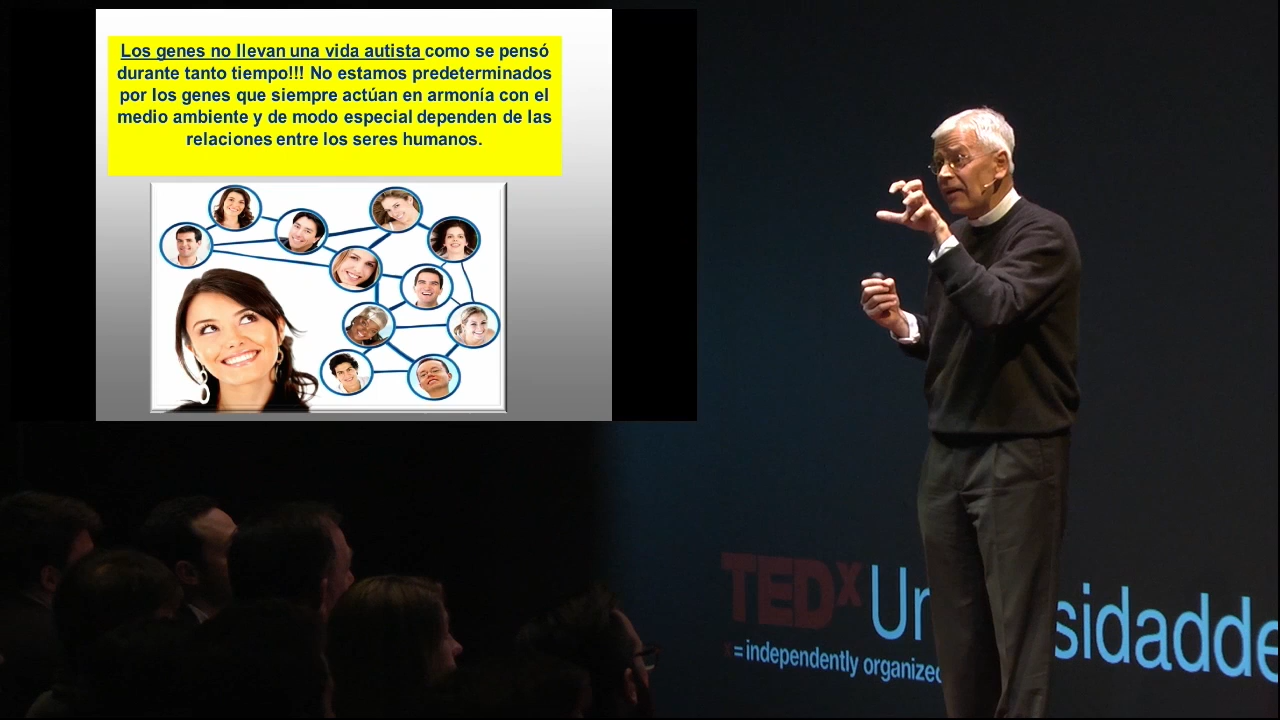 Los genes no llevan una vida autista como se pensó
durante tanto tiempo!!! No estamos predeterminados
por los genes que siempre actúan en armonía con el
medio ambiente y de modo especial dependen de las
relaciones entre los seres humanos.
TEDx Un sidadde
x = independently organized